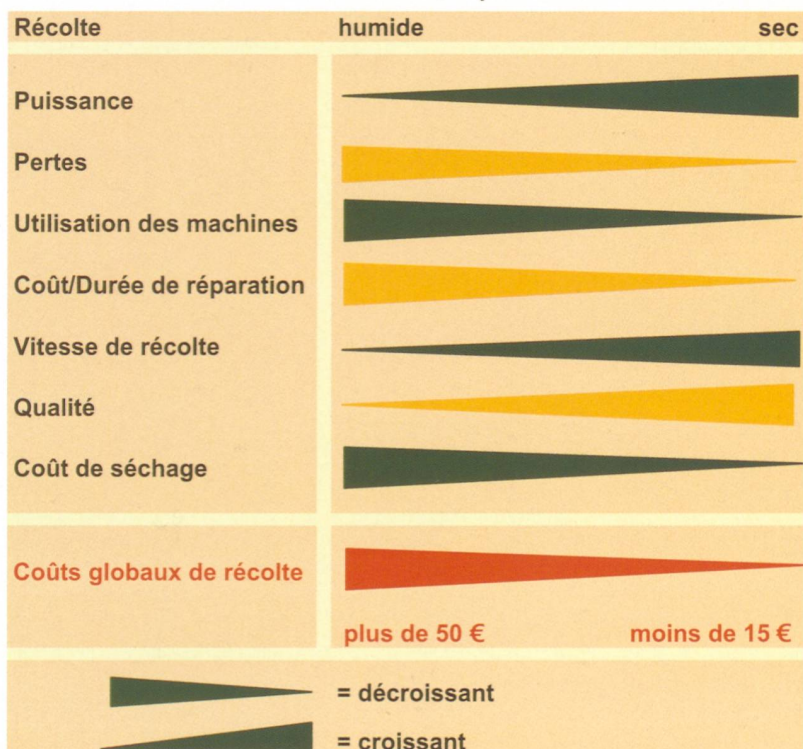 Récolte humide sec
Puissance
Pertes
Utilisation des machines
Coût/Durée de réparation
Vitesse de récolte
Qualité
Coût de séchage
Coûts globaux de récolte
plus de 50 € moins de 15 €
= décroissant
= croissant